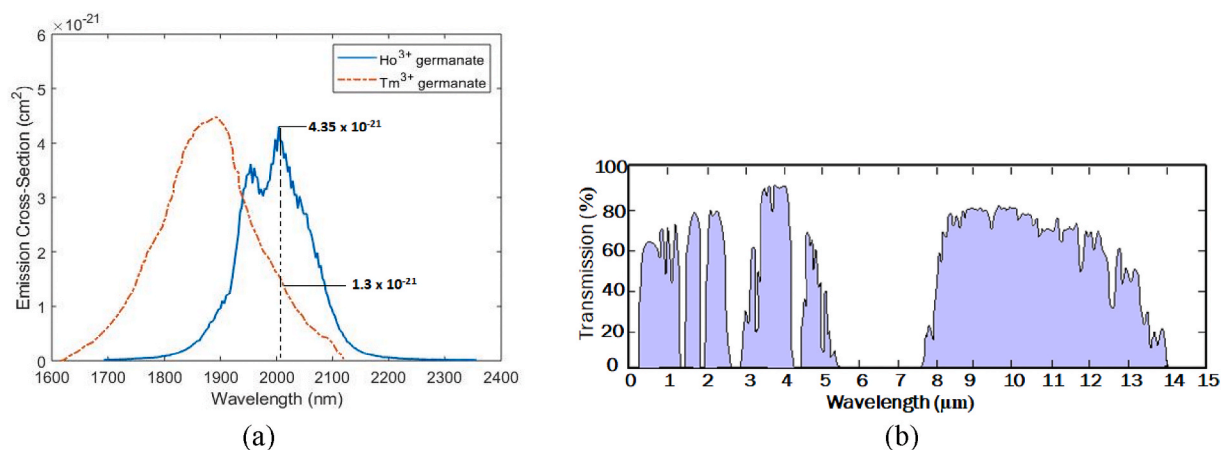 ×10⁻²¹
6
5
4
3
2
1
0
Emission Cross-Section (cm²)
Ho³⁺ germanate
Tm³⁺ germanate
4.35 x 10⁻²¹
1.3 x 10⁻²¹
1600 1700 1800 1900 2000 2100 2200 2300 2400
Wavelength (nm)
(a)
Transmission (%)
100
80
60
40
20
0
0 1 2 3 4 5 6 7 8 9 10 11 12 13 14 15
Wavelength (μm)
(b)